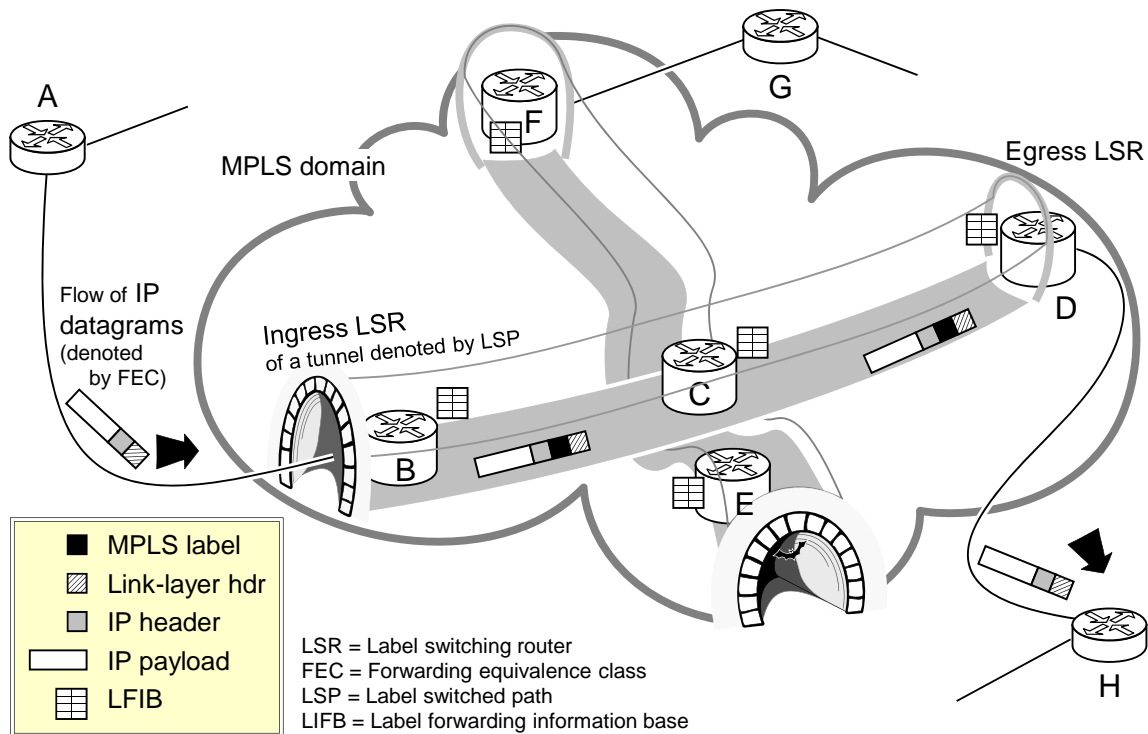 A
G
F
MPLS domain
Egress LSR
D
Flow of IP
datagrams
(denoted
by FEC)
Ingress LSR
of a tunnel denoted by LSP
C
B
E
H
MPLS label
Link-layer hdr
IP header
IP payload
LFIB
LSR = Label switching router
FEC = Forwarding equivalence class
LSP = Label switched path
LIFB = Label forwarding information base